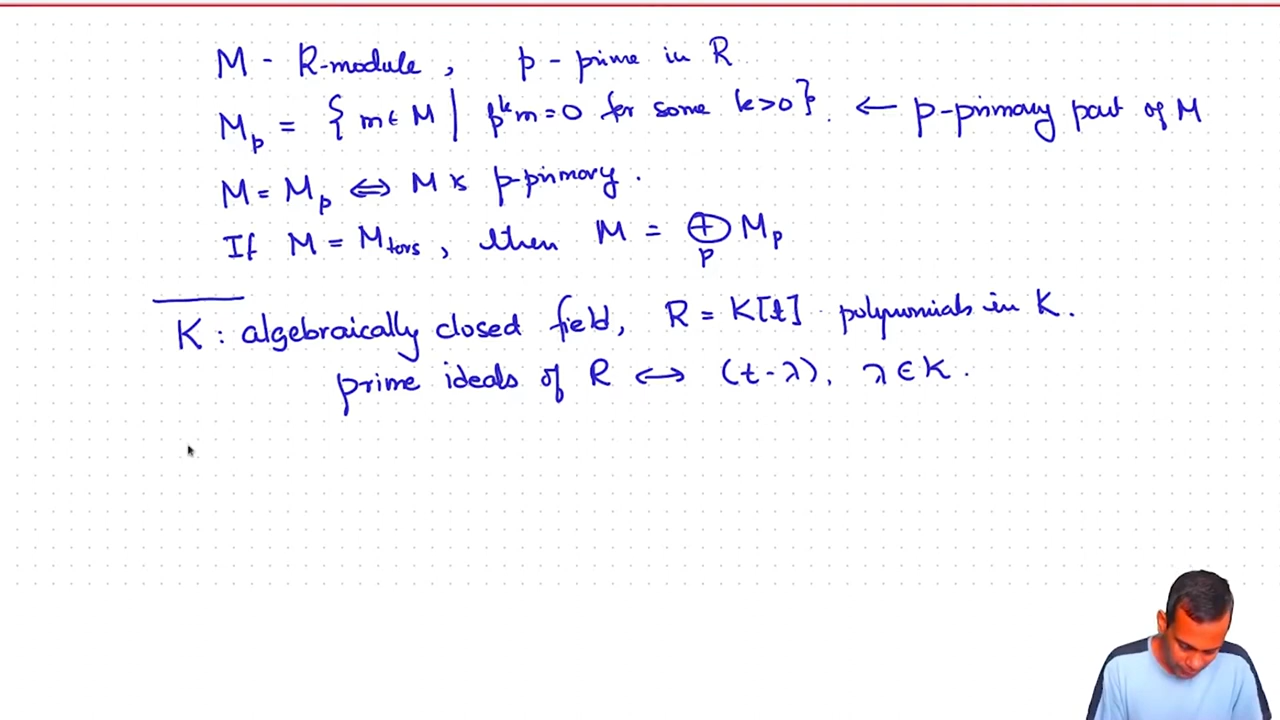 M - R-module, p - prime in R
M_p = { m ∈ M | p^k m = 0 for some k > 0 }. ← p-primary part of M
M = M_p ⇔ M is p-primary.
If M = M_tors, then M = ⊕_p M_p
K : algebraically closed field, R = K[t] polynomials in K.
prime ideals of R ↔ (t - λ), λ ∈ K.